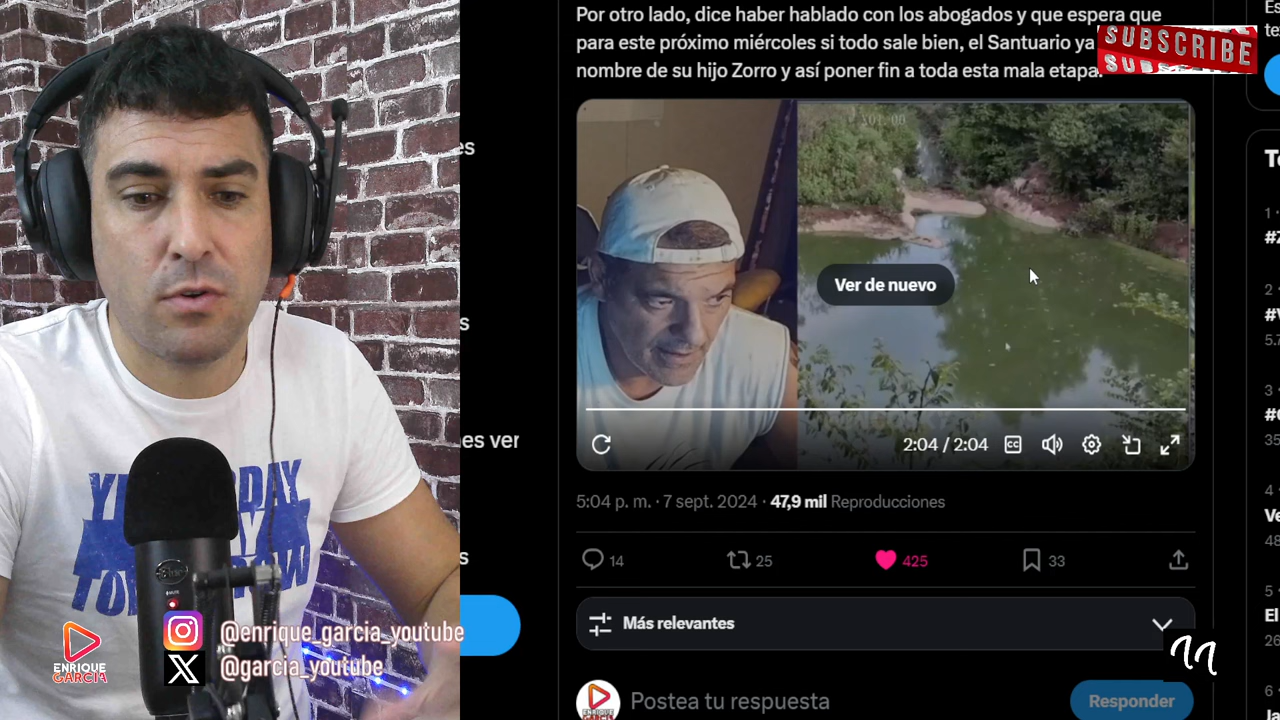 Por otro lado, dice haber hablado con los abogados y que espera que
para este próximo miércoles si todo sale bien, el Santuario ya
nombre de su hijo Zorro y así poner fin a toda esta mala etapa.
SUBSCRIBE
Ver de nuevo
2:04 / 2:04
CC
5:04 p. m. · 7 sept. 2024 · 47,9 mil Reproducciones
14
25
425
33
Más relevantes
Postea tu respuesta
Responder
es ver
YESTERDAY
TOMORROW
ENRIQUE
GARCIA
@enrique_garcia_youtube
@garcia_youtube